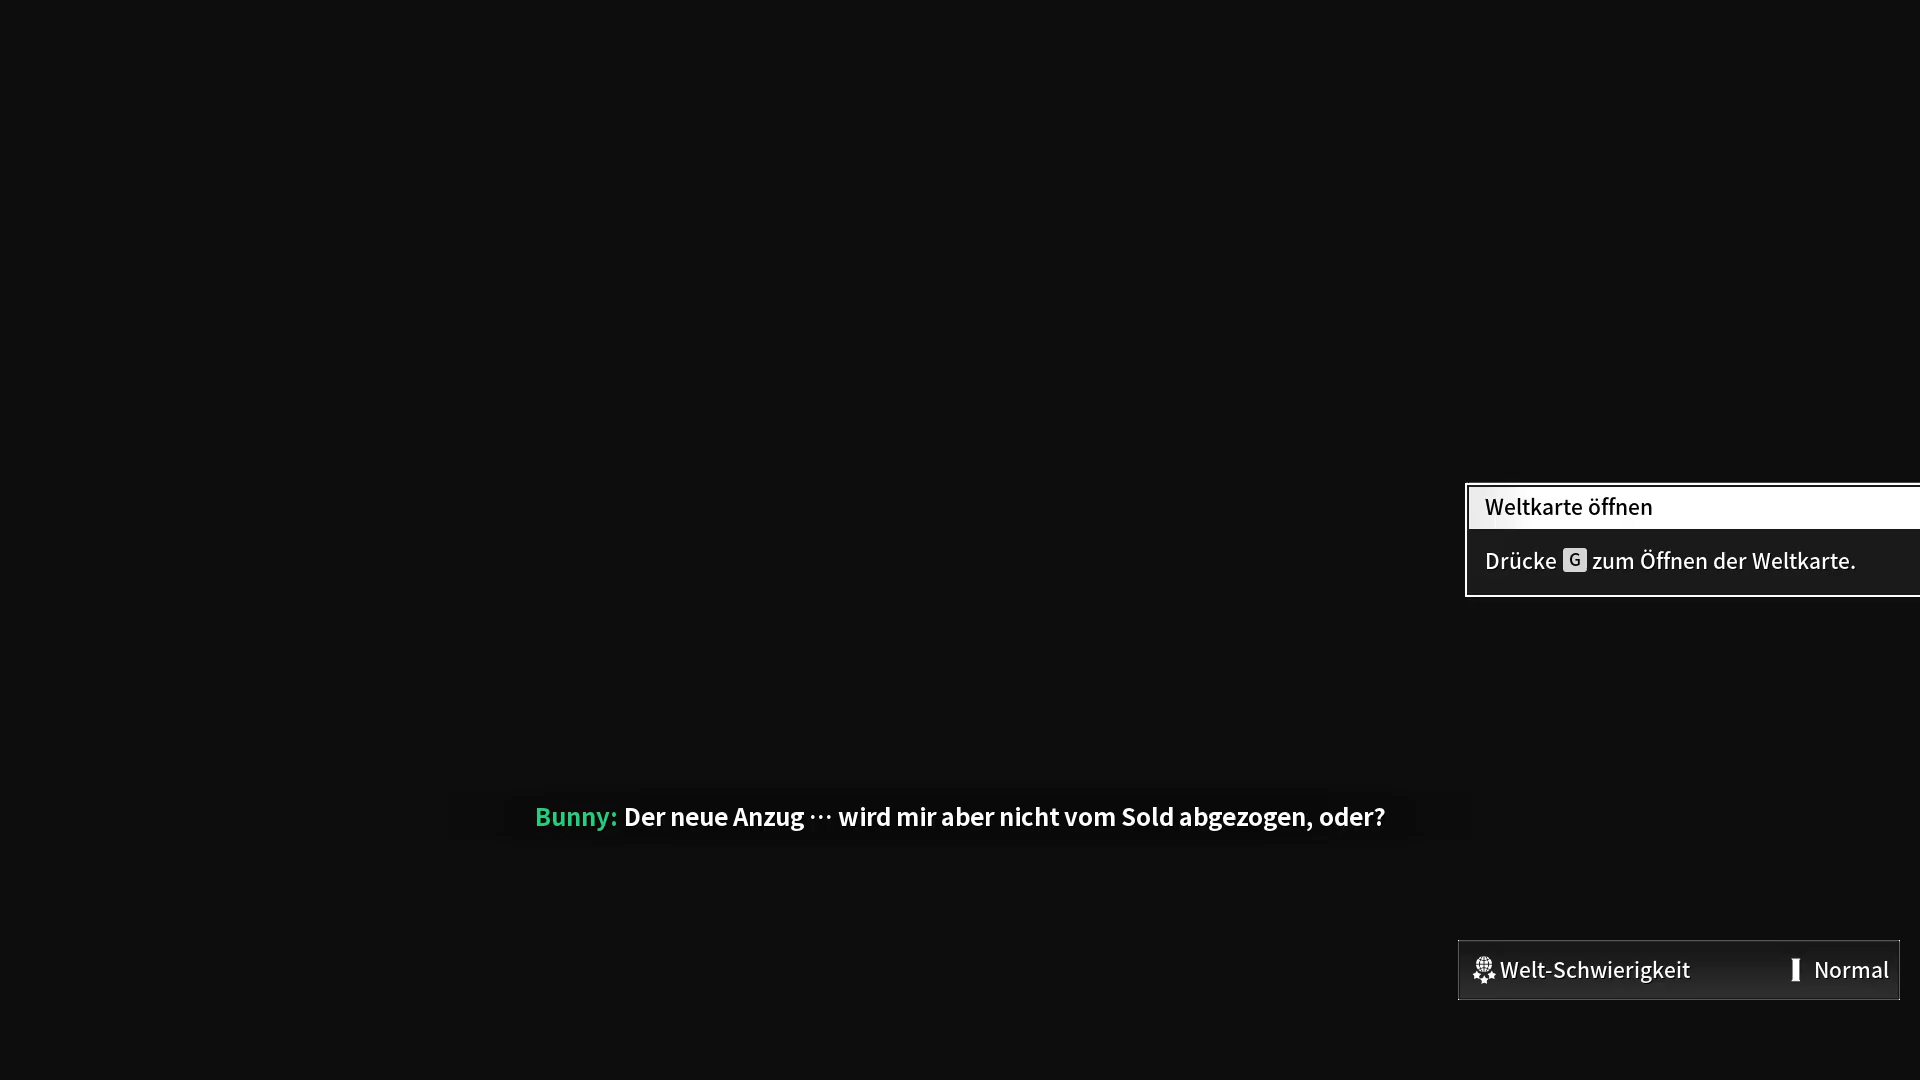 Weltkarte öffnen
Drücke G zum Öffnen der Weltkarte.
Bunny: Der neue Anzug ··· wird mir aber nicht vom Sold abgezogen, oder?
Welt-Schwierigkeit I Normal